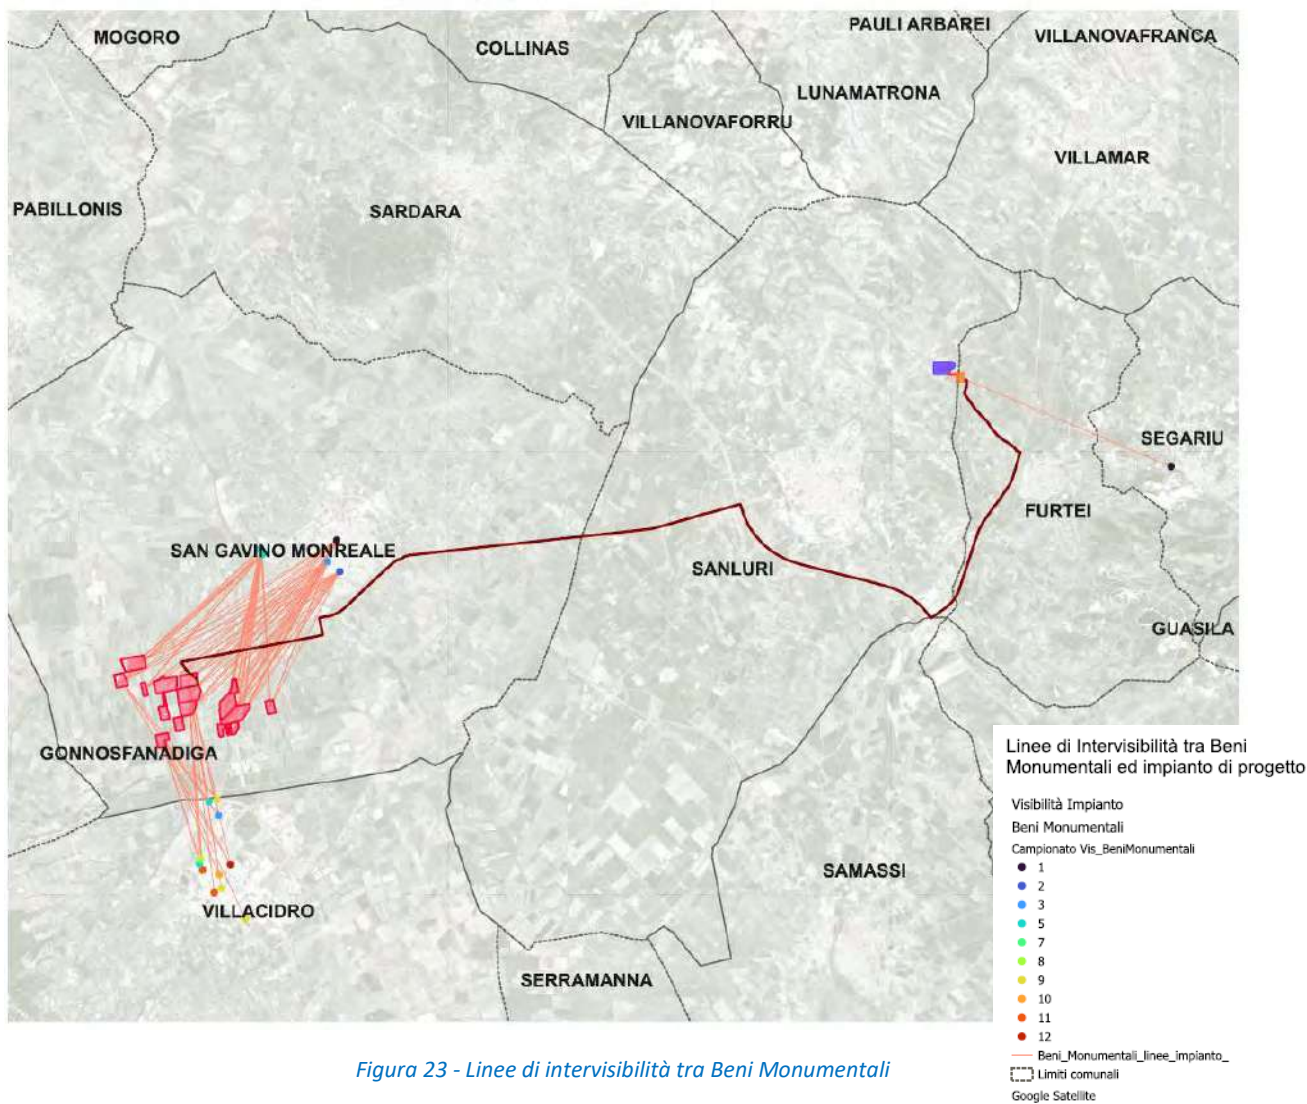 MOGORO
COLLINAS
PAULI ARBAREI
VILLANOVAFRANCA
LUNAMATRONA
VILLANOVAFORRU
VILLAMAR
PABILLONIS
SARDARA
SEGARIU
FURTEI
SAN GAVINO MONREALE
SANLURI
GUASILA
GONNOSFANADIGA
SAMASSI
VILLACIDRO
SERRAMANNA
Linee di Intervisibilità tra Beni
Monumentali ed impianto di progetto
Visibilità Impianto
Beni Monumentali
Campionato Vis_BeniMonumentali
1
2
3
5
7
8
9
10
11
12
Beni_Monumentali_linee_impianto_
Limiti comunali
Google Satellite
Figura 23 - Linee di intervisibilità tra Beni Monumentali